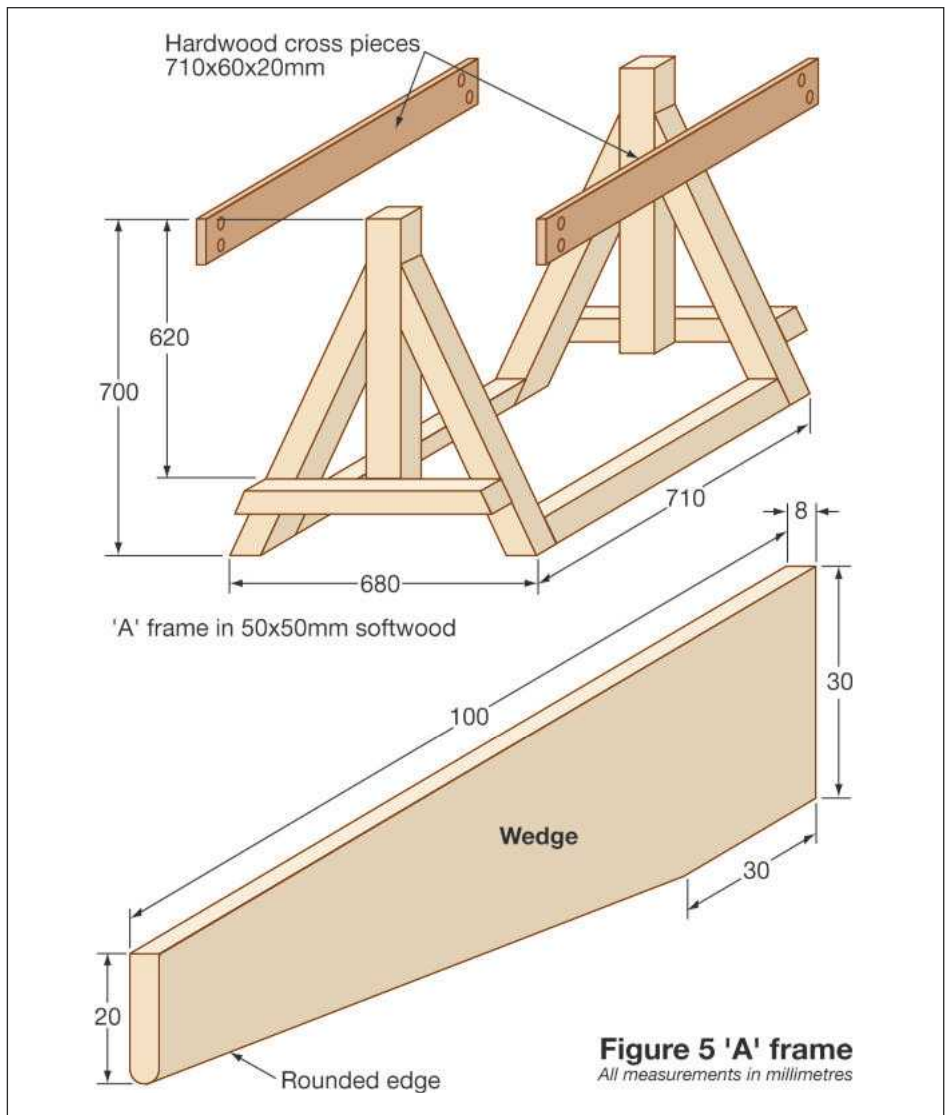 Hardwood cross pieces
710x60x20mm
620
700
710
8
680
'A' frame in 50x50mm softwood
30
100
Wedge
30
20
Rounded edge
Figure 5 'A' frame
All measurements in millimetres